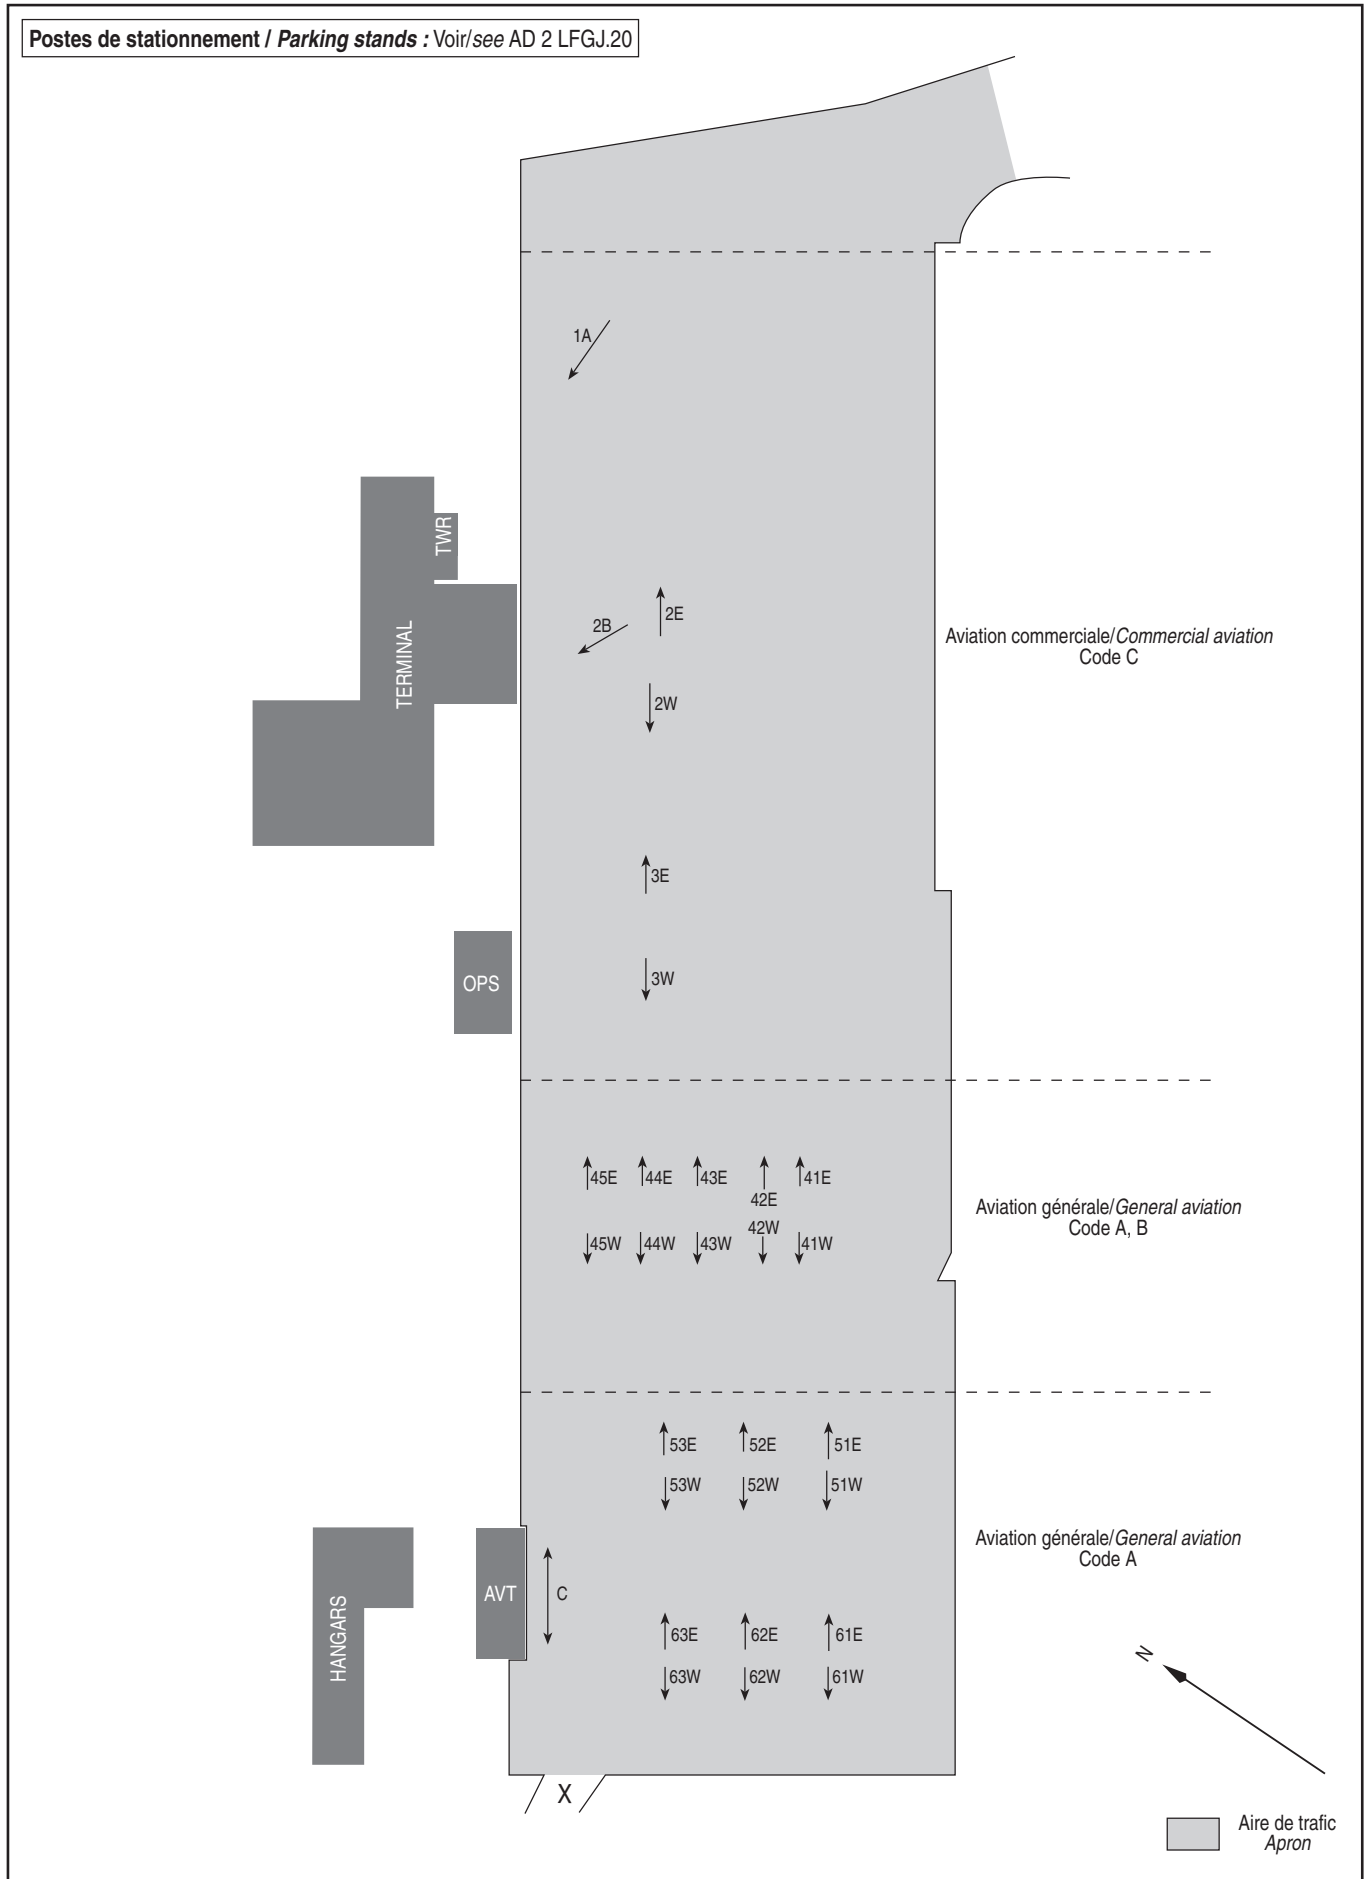 Postes de stationnement / Parking stands : Voir/see AD 2 LFGJ.20
1A
TWR
TERMINAL
2B
2E
2W
Aviation commerciale/Commercial aviation
Code C
3E
OPS
3W
45E 44E 43E 42E 41E
45W 44W 43W 42W 41W
Aviation générale/General aviation
Code A, B
53E 52E 51E
53W 52W 51W
Aviation générale/General aviation
Code A
HANGARS
AVT
C
63E 62E 61E
63W 62W 61W
N
X
Aire de trafic
Apron